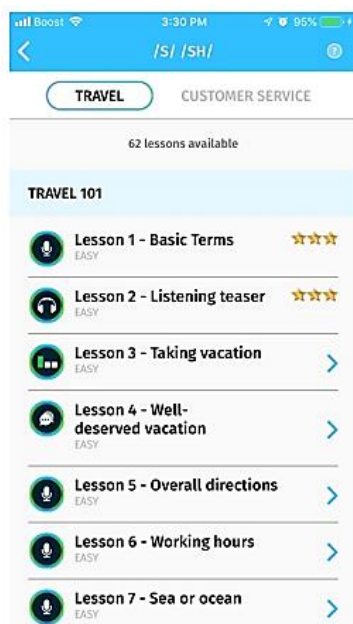 Boost 3:30 PM 95%
/S/ /SH/
TRAVEL CUSTOMER SERVICE
62 lessons available
TRAVEL 101
Lesson 1 - Basic Terms
EASY
Lesson 2 - Listening teaser
EASY
Lesson 3 - Taking vacation
EASY
Lesson 4 - Well-
deserved vacation
EASY
Lesson 5 - Overall directions
EASY
Lesson 6 - Working hours
EASY
Lesson 7 - Sea or ocean
EASY